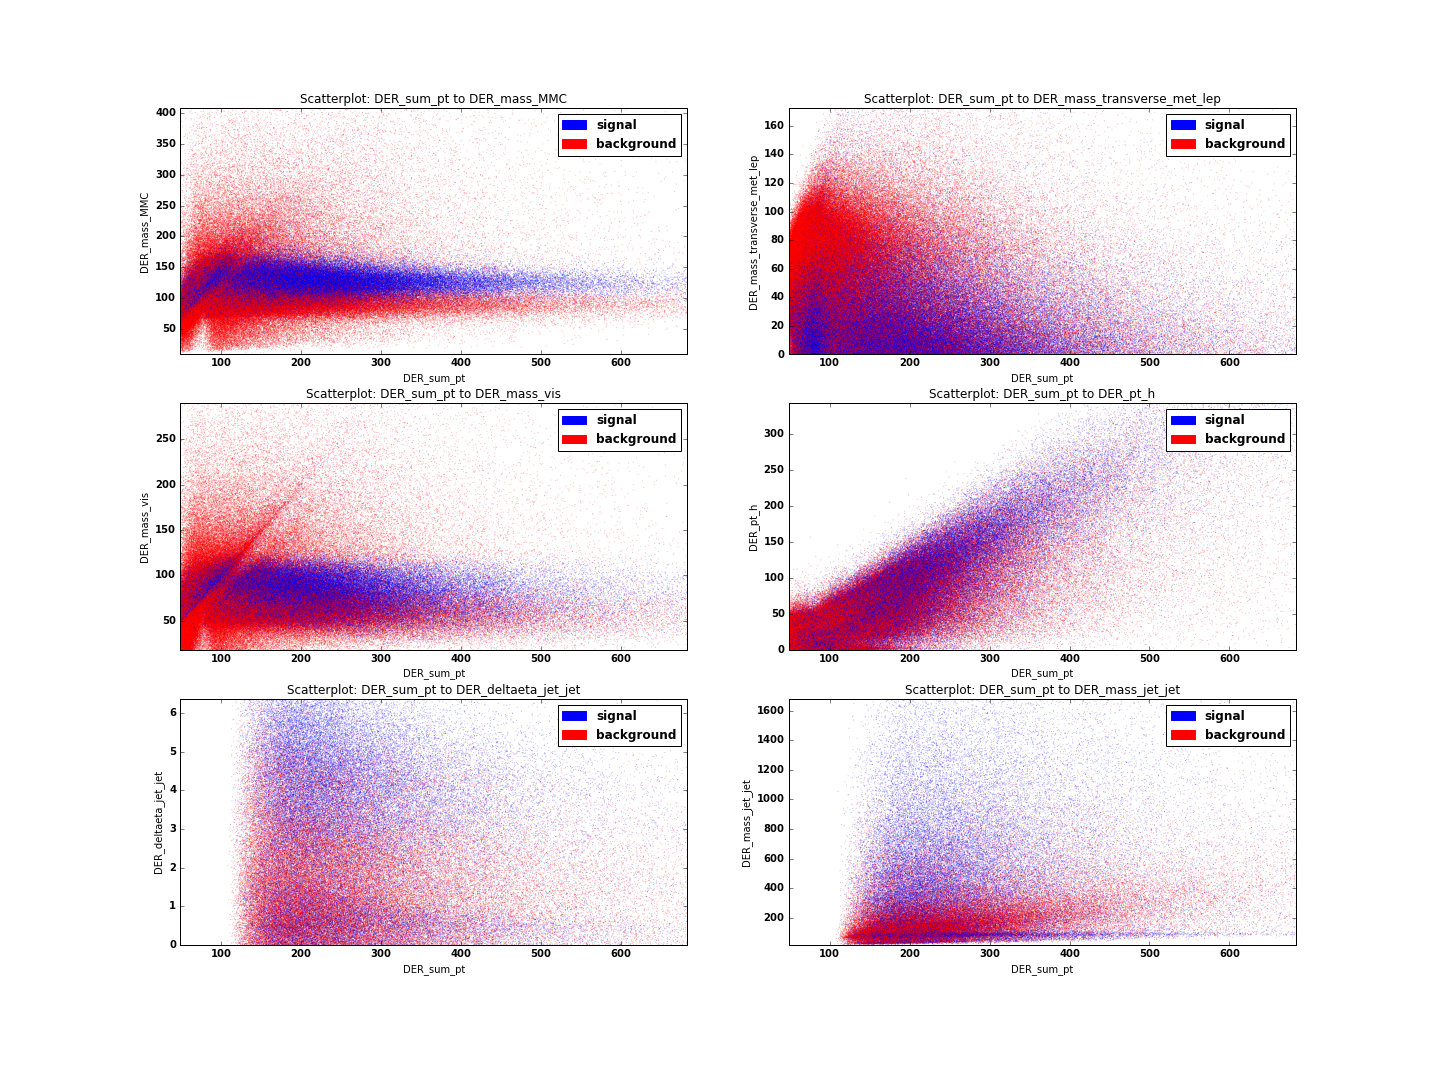 Scatterplot: DER_sum_pt to DER_mass_MMC
400
350
300
250
200
150
100
50
DER_mass_MMC
signal
background
100 200 300 400 500 600
DER_sum_pt
Scatterplot: DER_sum_pt to DER_mass_transverse_met_lep
160
140
120
100
80
60
40
20
0
DER_mass_transverse_met_lep
signal
background
100 200 300 400 500 600
DER_sum_pt
Scatterplot: DER_sum_pt to DER_mass_vis
250
200
150
100
50
DER_mass_vis
signal
background
100 200 300 400 500 600
DER_sum_pt
Scatterplot: DER_sum_pt to DER_pt_h
300
250
200
150
100
50
0
DER_pt_h
signal
background
100 200 300 400 500 600
DER_sum_pt
Scatterplot: DER_sum_pt to DER_deltaeta_jet_jet
6
5
4
3
2
1
0
DER_deltaeta_jet_jet
signal
background
100 200 300 400 500 600
DER_sum_pt
Scatterplot: DER_sum_pt to DER_mass_jet_jet
1600
1400
1200
1000
800
600
400
200
DER_mass_jet_jet
signal
background
100 200 300 400 500 600
DER_sum_pt